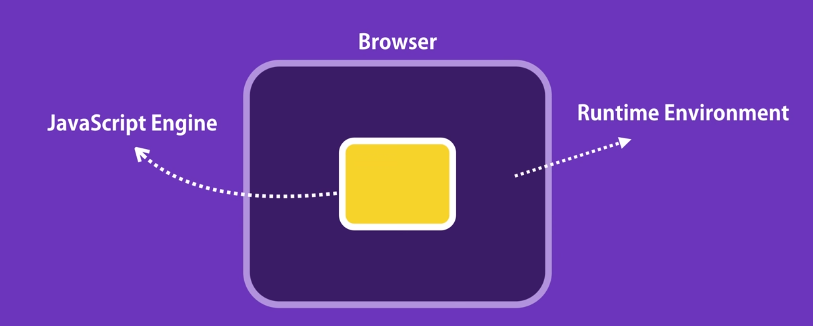 Browser
JavaScript Engine
Runtime Environment